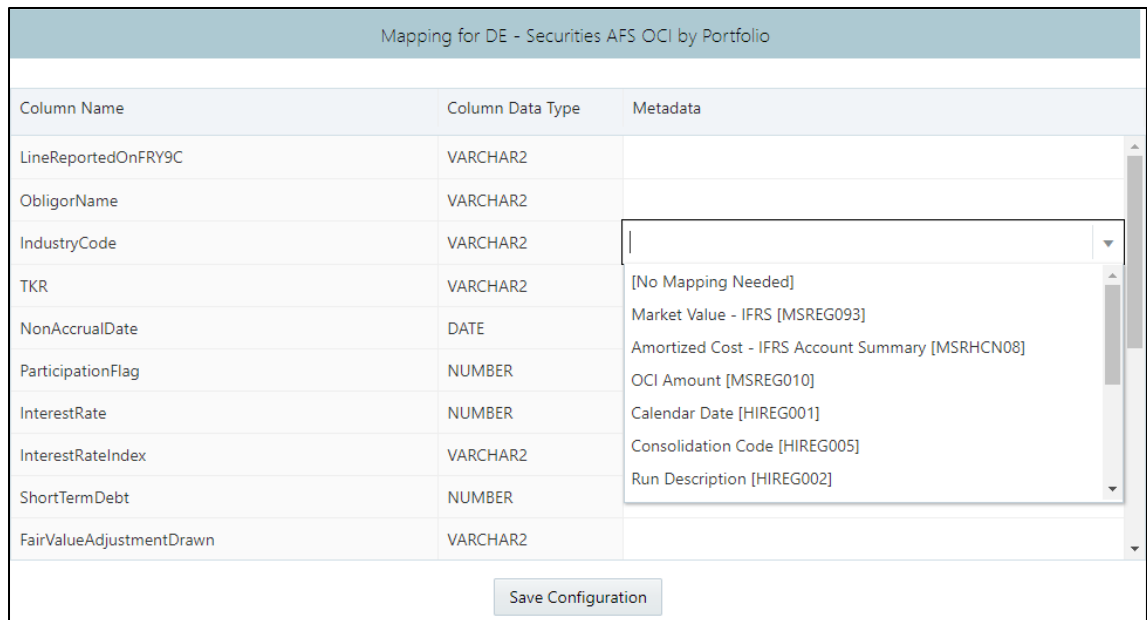 Mapping for DE - Securities AFS OCI by Portfolio
Column Name Column Data Type Metadata
LineReportedOnFRY9C VARCHAR2
ObligorName VARCHAR2
IndustryCode VARCHAR2
TKR VARCHAR2
NonAccrualDate DATE
ParticipationFlag NUMBER
InterestRate NUMBER
InterestRateIndex VARCHAR2
ShortTermDebt NUMBER
FairValueAdjustmentDrawn VARCHAR2
[No Mapping Needed]
Market Value - IFRS [MSREG093]
Amortized Cost - IFRS Account Summary [MSRHCN08]
OCI Amount [MSREG010]
Calendar Date [HIREG001]
Consolidation Code [HIREG005]
Run Description [HIREG002]
Save Configuration